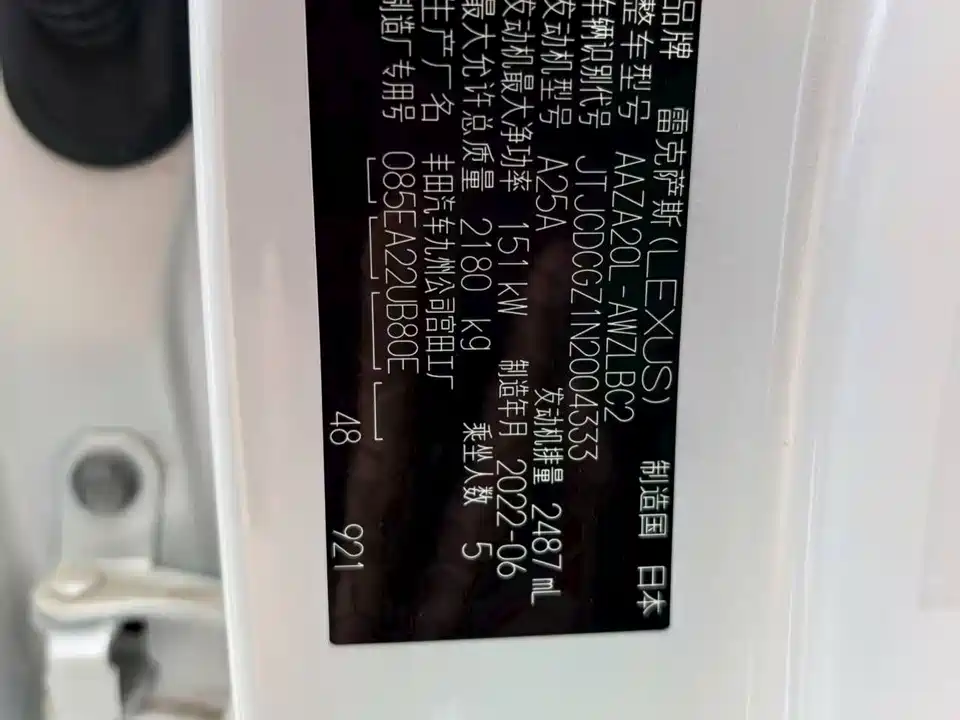 品牌 雷克萨斯(LEXUS) 制造国 日本
整车型号 AAZA20L-AWZLBC2
车辆识别代号 JTJCDCGZ1N2004333
发动机型号 A25A 发动机排量 2487 mL
发动机最大净功率 151 kW 制造年月 2022-06
最大允许总质量 2180 kg 乘坐人数 5
生产厂名 丰田汽车九州公司宫田工厂
制造厂专用号 085EA22UB80E
48 921